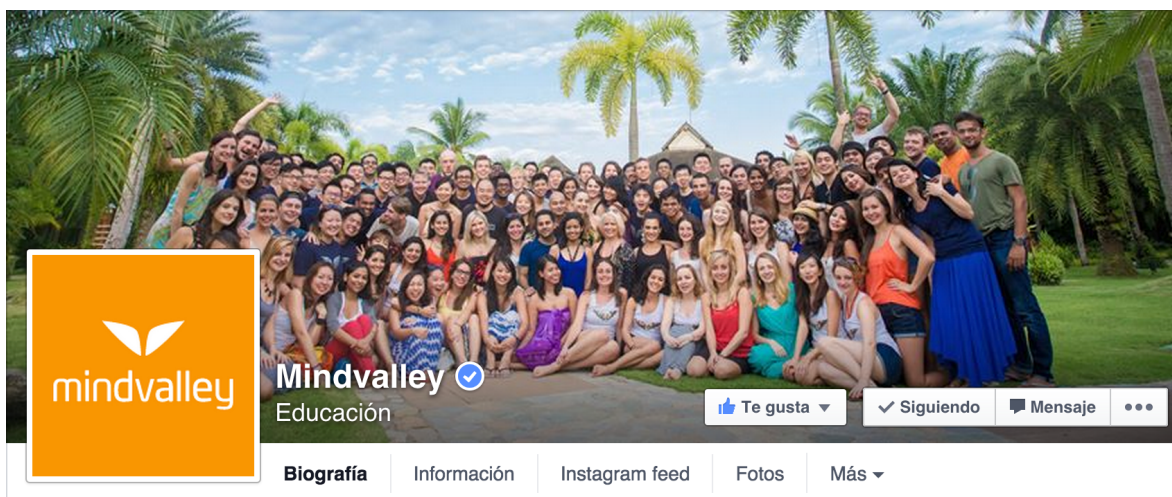 mindvalley
Mindvalley
Educación
Te gusta
Siguiendo
Mensaje
Biografía
Información
Instagram feed
Fotos
Más